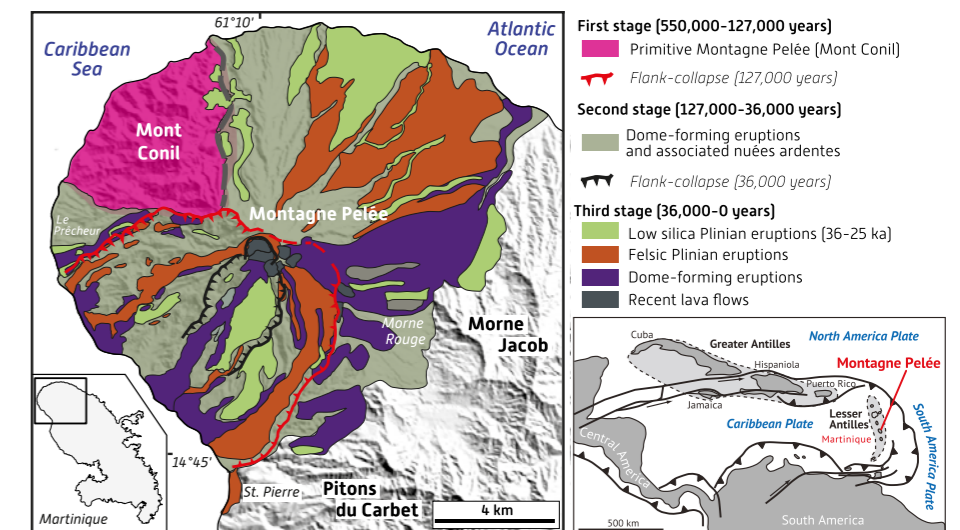 61°10'
Caribbean
Sea
Atlantic
Ocean
Mont
Conil
Montagne Pelée
Le
Prêcheur
Morne
Rouge
Morne
Jacob
14°45'
St. Pierre
Pitons
du Carbet
4 km
Martinique
First stage (550,000-127,000 years)
Primitive Montagne Pelée (Mont Conil)
Flank-collapse (127,000 years)
Second stage (127,000-36,000 years)
Dome-forming eruptions
and associated nuées ardentes
Flank-collapse (36,000 years)
Third stage (36,000-0 years)
Low silica Plinian eruptions (36-25 ka)
Felsic Plinian eruptions
Dome-forming eruptions
Recent lava flows
Cuba
Greater Antilles
North America Plate
Hispaniola
Montagne Pelée
Puerto Rico
Jamaica
Lesser
Antilles
Caribbean Plate
Martinique
South America Plate
Central America
South America
500 km